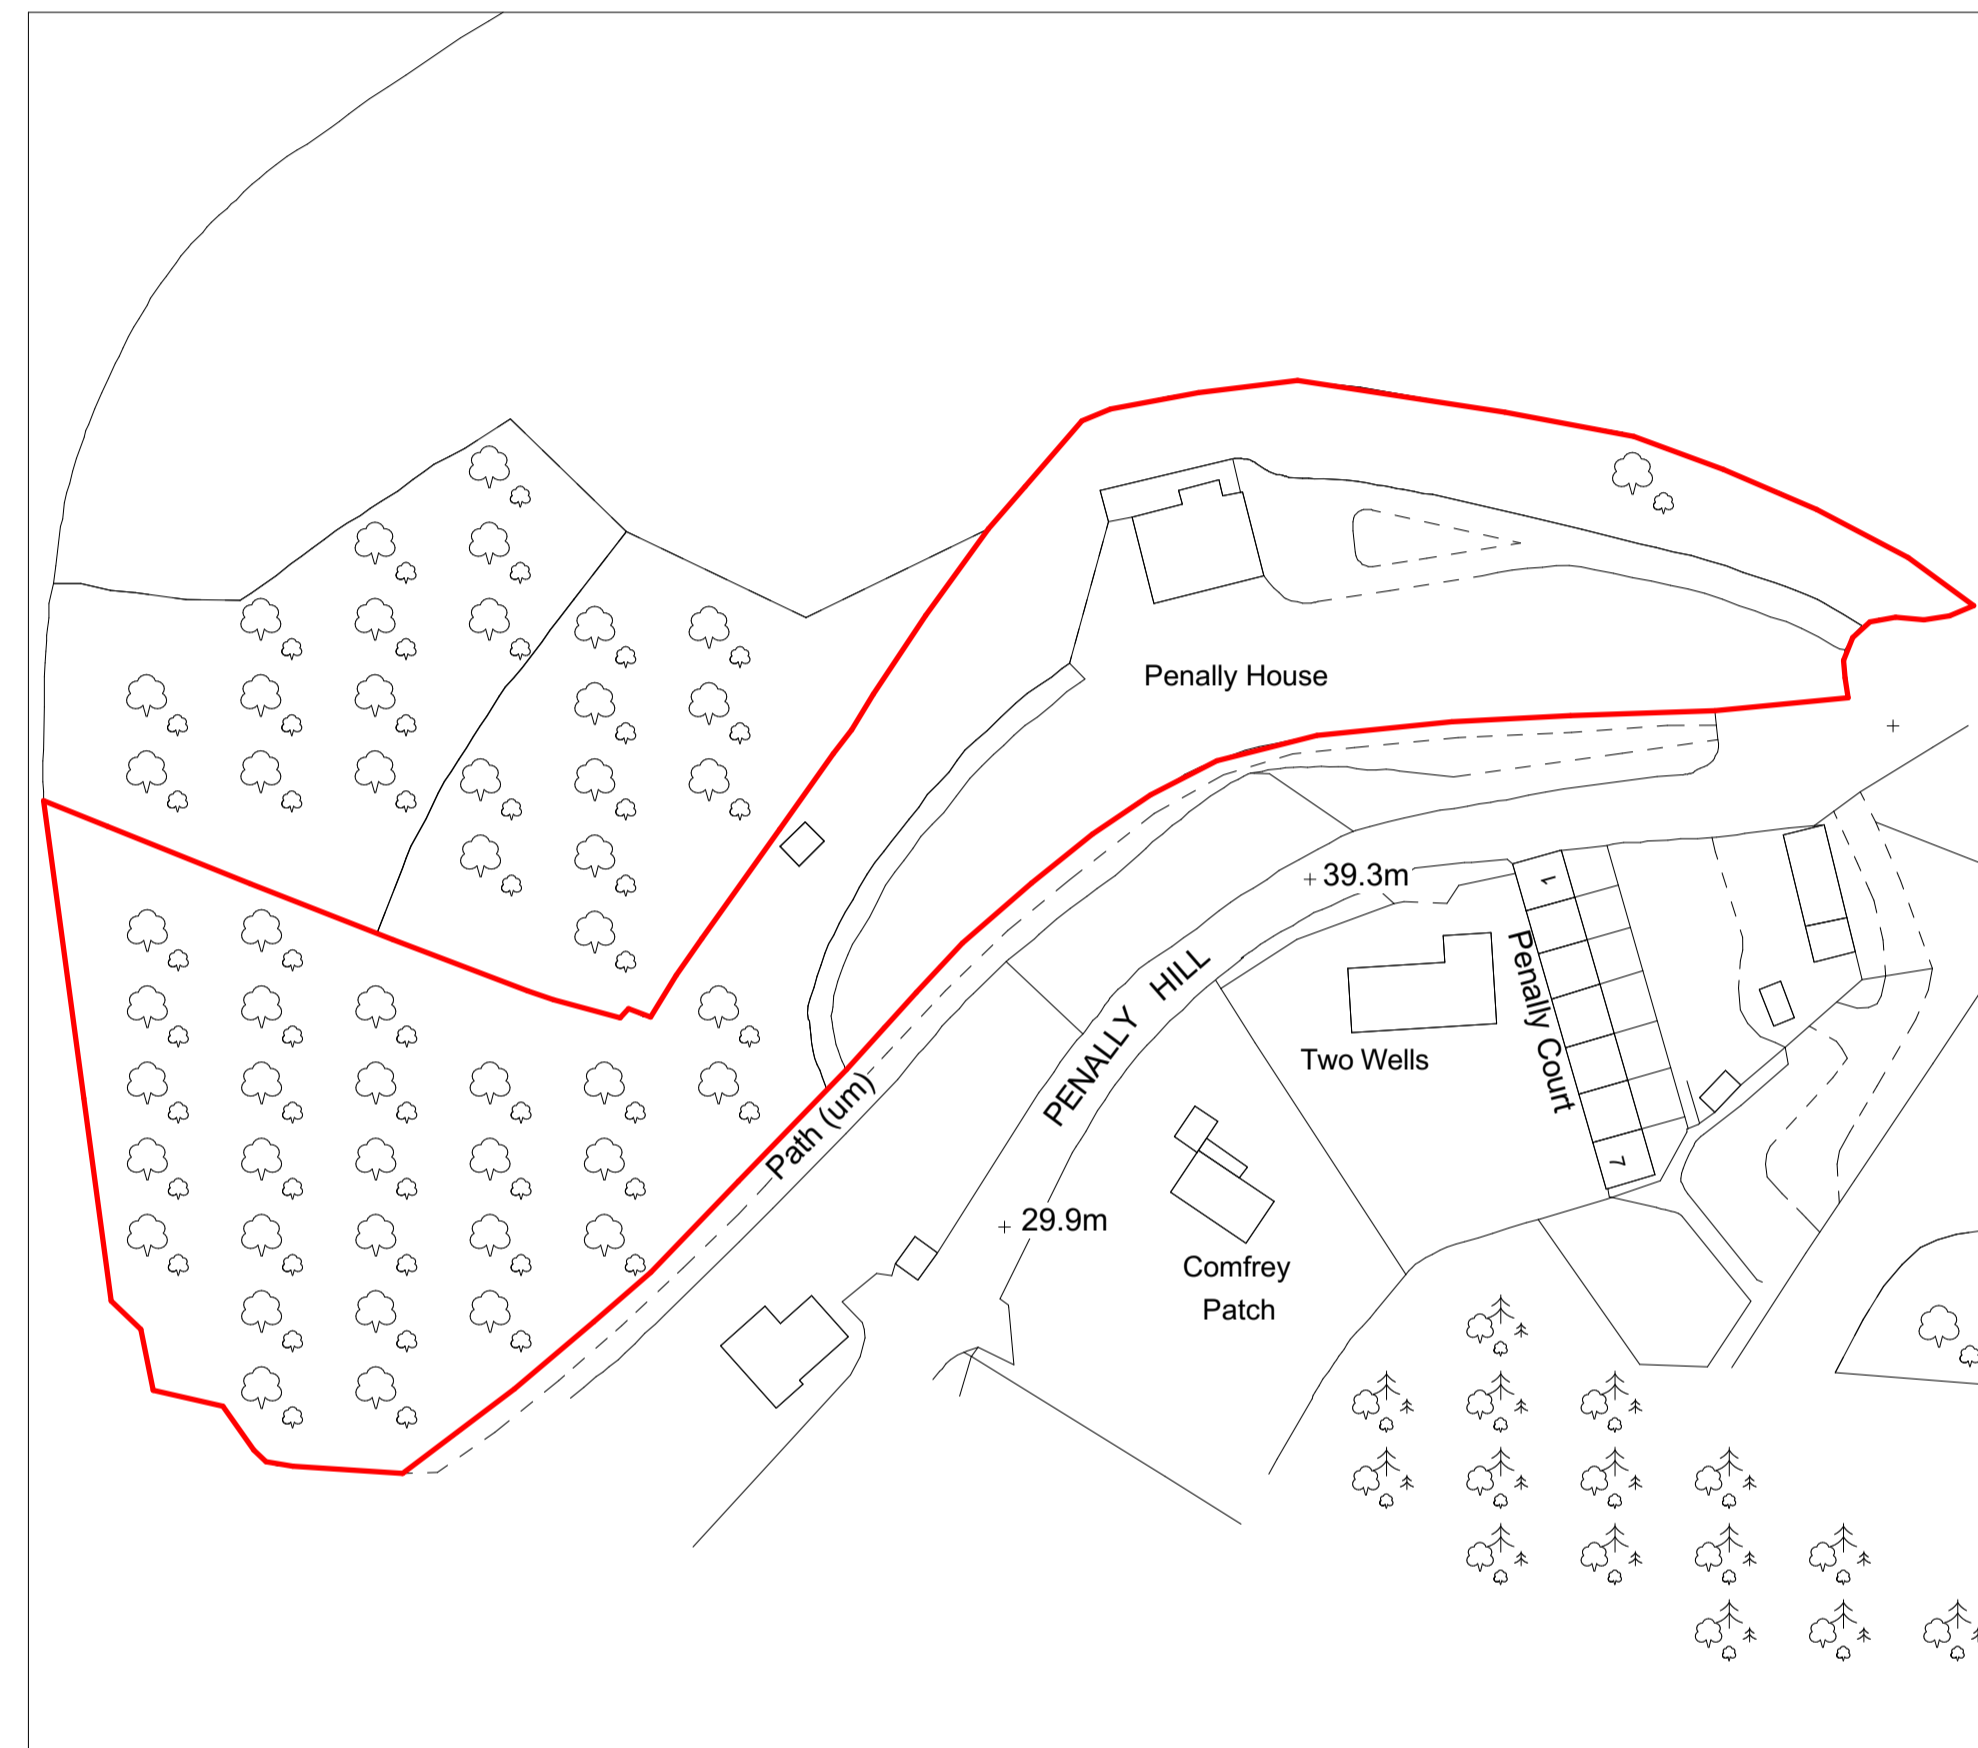 Penally House
39.3m
1
PENALLY HILL
Penally Court
Two Wells
Path (um)
7
29.9m
Comfrey
Patch